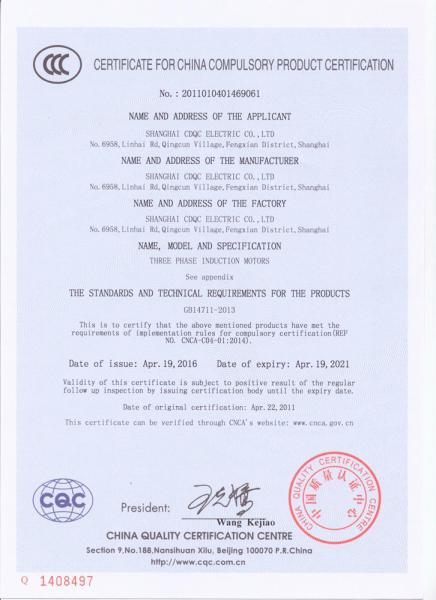 CCC
CERTIFICATE FOR CHINA COMPULSORY PRODUCT CERTIFICATION
No. : 2011010401469061
NAME AND ADDRESS OF THE APPLICANT
SHANGHAI CDQC ELECTRIC CO.,LTD
No.6958,Linhai Rd,Qingcun Village,Fengxian District,Shanghai
NAME AND ADDRESS OF THE MANUFACTURER
SHANGHAI CDQC ELECTRIC CO.,LTD
No.6958,Linhai Rd,Qingcun Village,Fengxian District,Shanghai
NAME AND ADDRESS OF THE FACTORY
SHANGHAI CDQC ELECTRIC CO.,LTD
No.6958,Linhai Rd,Qingcun Village,Fengxian District,Shanghai
NAME, MODEL AND SPECIFICATION
THREE PHASE INDUCTION MOTORS
See appendix
THE STANDARDS AND TECHNICAL REQUIREMENTS FOR THE PRODUCTS
GB14711-2013
This is to certify that the above mentioned products have met the
requirements of implementation rules for compulsory certification(REF
NO. CNCA-C04-01:2014).
Date of issue: Apr.19,2016 Date of expiry: Apr.19,2021
Validity of this certificate is subject to positive result of the regular
follow up inspection by issuing certification body until the expiry date.
Date of original certification: Apr.22,2011
This certificate can be verified through CNCA's website: www.cnca.gov.cn
CQC
President:
Wang Kejiao
CHINA QUALITY CERTIFICATION CENTRE
中国质量认证中心
CHINA QUALITY CERTIFICATION CENTRE
Section 9,No.188,Nansihuan Xilu, Beijing 100070 P.R.China
http://www.cqc.com.cn
Q 1408497